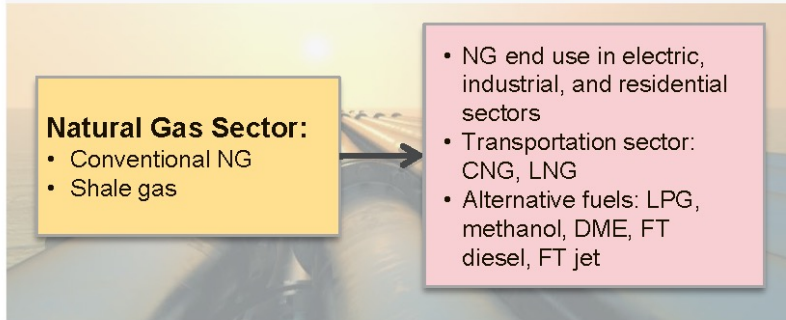 Natural Gas Sector:
• Conventional NG
• Shale gas
• NG end use in electric,
industrial, and residential
sectors
• Transportation sector:
CNG, LNG
• Alternative fuels: LPG,
methanol, DME, FT
diesel, FT jet